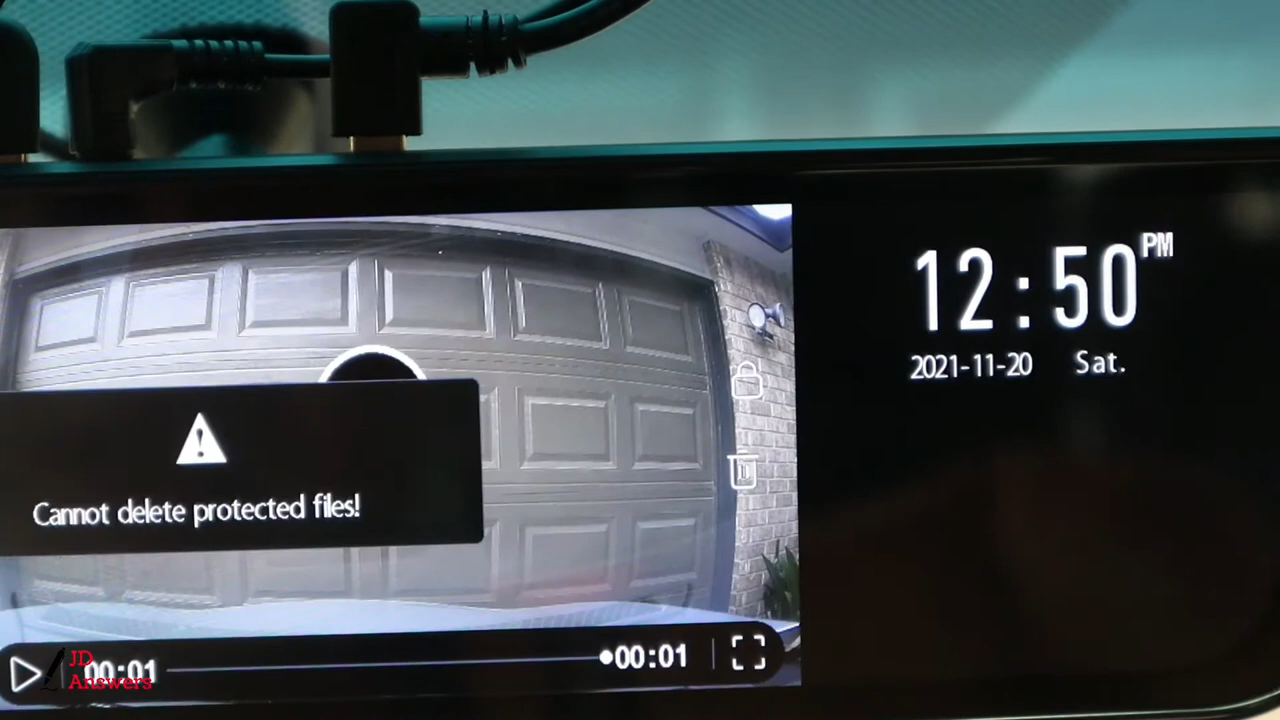 12:50 PM
2021-11-20 Sat.
Cannot delete protected files!
00:01
00:01
JD
Answers